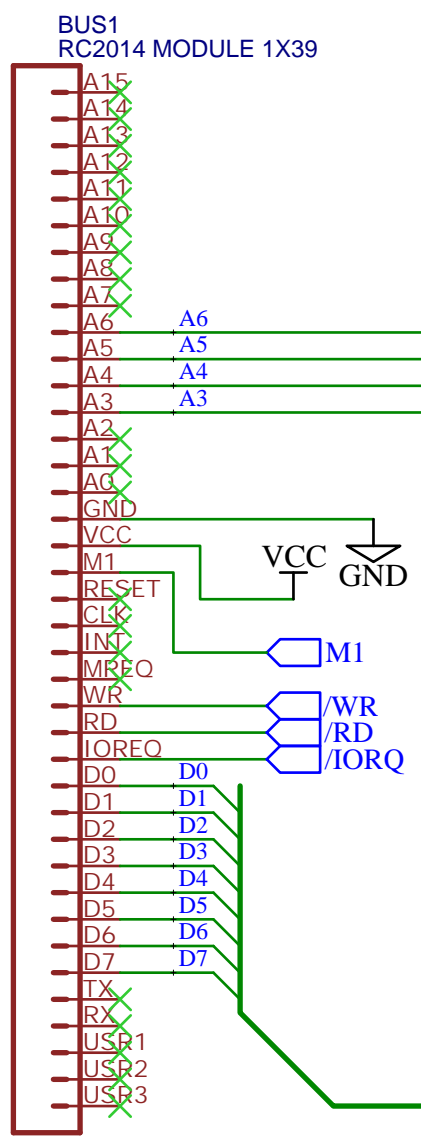 BUS1
RC2014 MODULE 1X39
A15
A14
A13
A12
A11
A10
A9
A8
A7
A6 A6
A5 A5
A4 A4
A3 A3
A2
A1
A0
GND
VCC VCC
M1 GND
RESET
CLK
INT M1
MREQ
WR /WR
RD /RD
IOREQ /IORQ
D0 D0
D1 D1
D2 D2
D3 D3
D4 D4
D5 D5
D6 D6
D7 D7
TX
RX
USR1
USR2
USR3